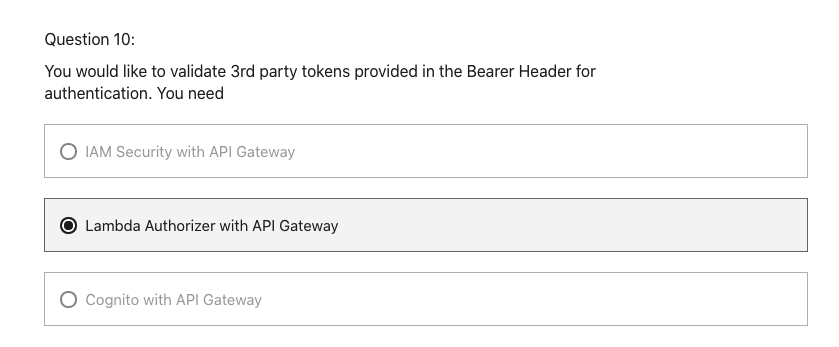 Question 10:
You would like to validate 3rd party tokens provided in the Bearer Header for
authentication. You need
IAM Security with API Gateway
Lambda Authorizer with API Gateway
Cognito with API Gateway